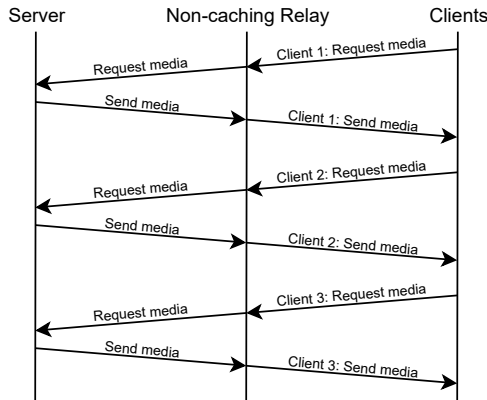 Server
Non-caching Relay
Clients
Client 1: Request media
Request media
Send media
Client 1: Send media
Client 2: Request media
Request media
Send media
Client 2: Send media
Client 3: Request media
Request media
Send media
Client 3: Send media